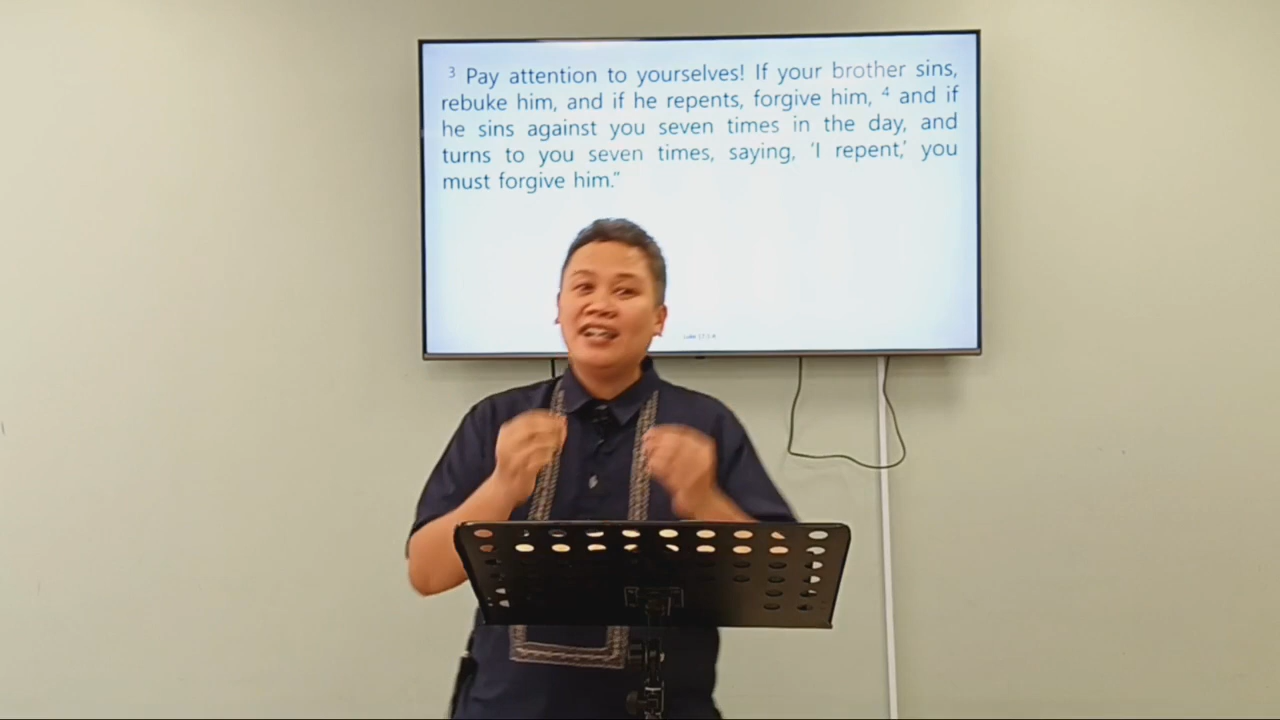 ³ Pay attention to yourselves! If your brother sins,
rebuke him, and if he repents, forgive him, ⁴ and if
he sins against you seven times in the day, and
turns to you seven times, saying, ‘I repent,’ you
must forgive him.”